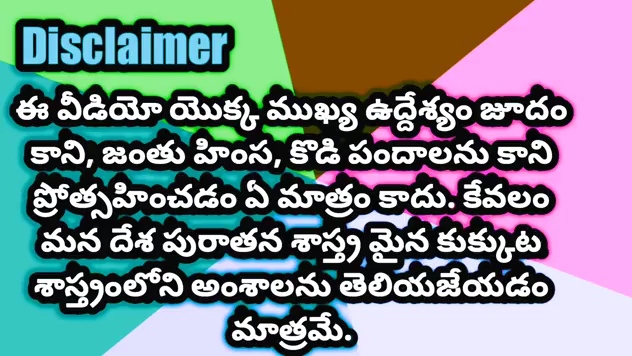 Disclaimer
ఈ వీడియో యొక్క ముఖ్య ఉద్దేశ్యం జూదం
కాని, జంతు హింస, కొడి పందాలను కాని
ప్రోత్సహించడం ఏ మాత్రం కాదు. కేవలం
మన దేశ పురాతన శాస్త్ర మైన కుక్కుట
శాస్త్రంలోని అంశాలను తెలియజేయడం
మాత్రమే.